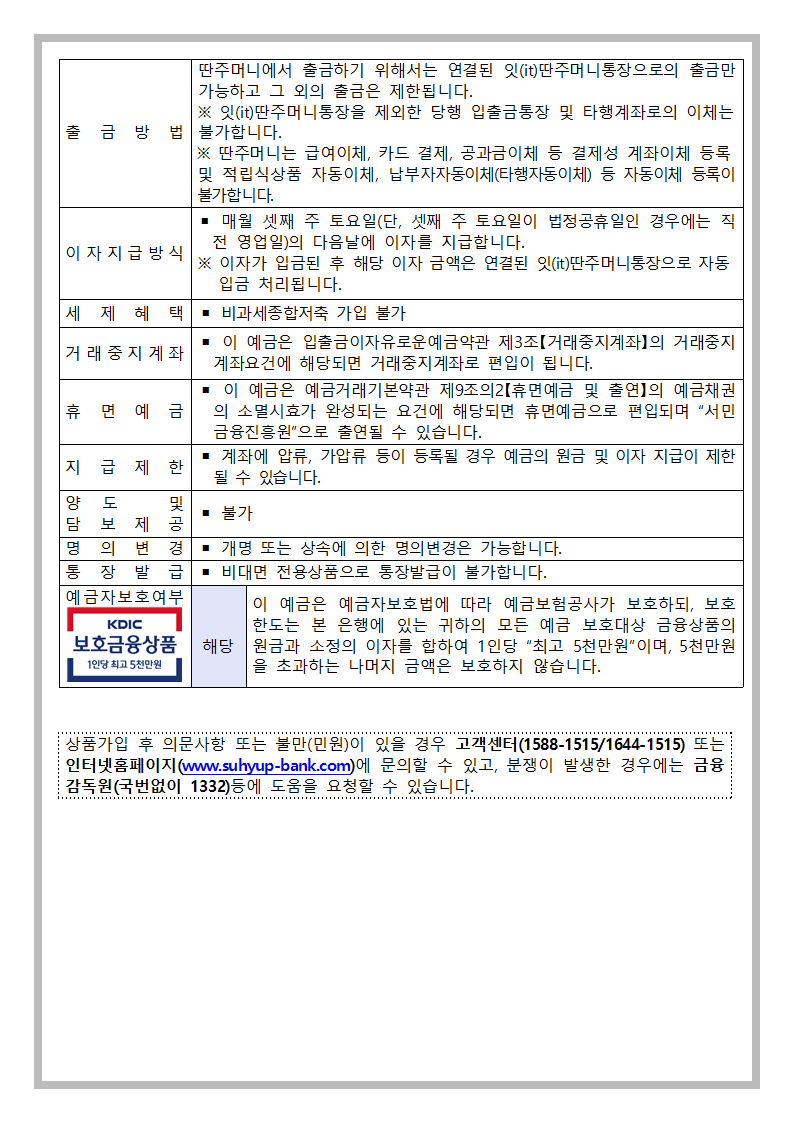 출 금 방 법
딴주머니에서 출금하기 위해서는 연결된 잇(it)딴주머니통장으로의 출금만
가능하고 그 외의 출금은 제한됩니다.
※ 잇(it)딴주머니통장을 제외한 당행 입출금통장 및 타행계좌로의 이체는
불가합니다.
※ 딴주머니는 급여이체, 카드 결제, 공과금이체 등 결제성 계좌이체 등록
및 적립식상품 자동이체, 납부자자동이체(타행자동이체) 등 자동이체 등록이
불가합니다.
이자지급방식
▪ 매월 셋째 주 토요일(단, 셋째 주 토요일이 법정공휴일인 경우에는 직
전 영업일)의 다음날에 이자를 지급합니다.
※ 이자가 입금된 후 해당 이자 금액은 연결된 잇(it)딴주머니통장으로 자동
입금 처리됩니다.
세 제 혜 택
▪ 비과세종합저축 가입 불가
거래중지계좌
▪ 이 예금은 입출금이자유로운예금약관 제3조【거래중지계좌】의 거래중지
계좌요건에 해당되면 거래중지계좌로 편입이 됩니다.
휴 면 예 금
▪ 이 예금은 예금거래기본약관 제9조의2【휴면예금 및 출연】의 예금채권
의 소멸시효가 완성되는 요건에 해당되면 휴면예금으로 편입되며 “서민
금융진흥원”으로 출연될 수 있습니다.
지 급 제 한
▪ 계좌에 압류, 가압류 등이 등록될 경우 예금의 원금 및 이자 지급이 제한
될 수 있습니다.
양 도 및
담 보 제 공
▪ 불가
명 의 변 경
▪ 개명 또는 상속에 의한 명의변경은 가능합니다.
통 장 발 급
▪ 비대면 전용상품으로 통장발급이 불가합니다.
예금자보호여부
KDIC
보호금융상품
1인당 최고 5천만원
해당
이 예금은 예금자보호법에 따라 예금보험공사가 보호하되, 보호
한도는 본 은행에 있는 귀하의 모든 예금 보호대상 금융상품의
원금과 소정의 이자를 합하여 1인당 “최고 5천만원”이며, 5천만원
을 초과하는 나머지 금액은 보호하지 않습니다.
상품가입 후 의문사항 또는 불만(민원)이 있을 경우 고객센터(1588-1515/1644-1515) 또는
인터넷홈페이지(www.suhyup-bank.com)에 문의할 수 있고, 분쟁이 발생한 경우에는 금융
감독원(국번없이 1332)등에 도움을 요청할 수 있습니다.